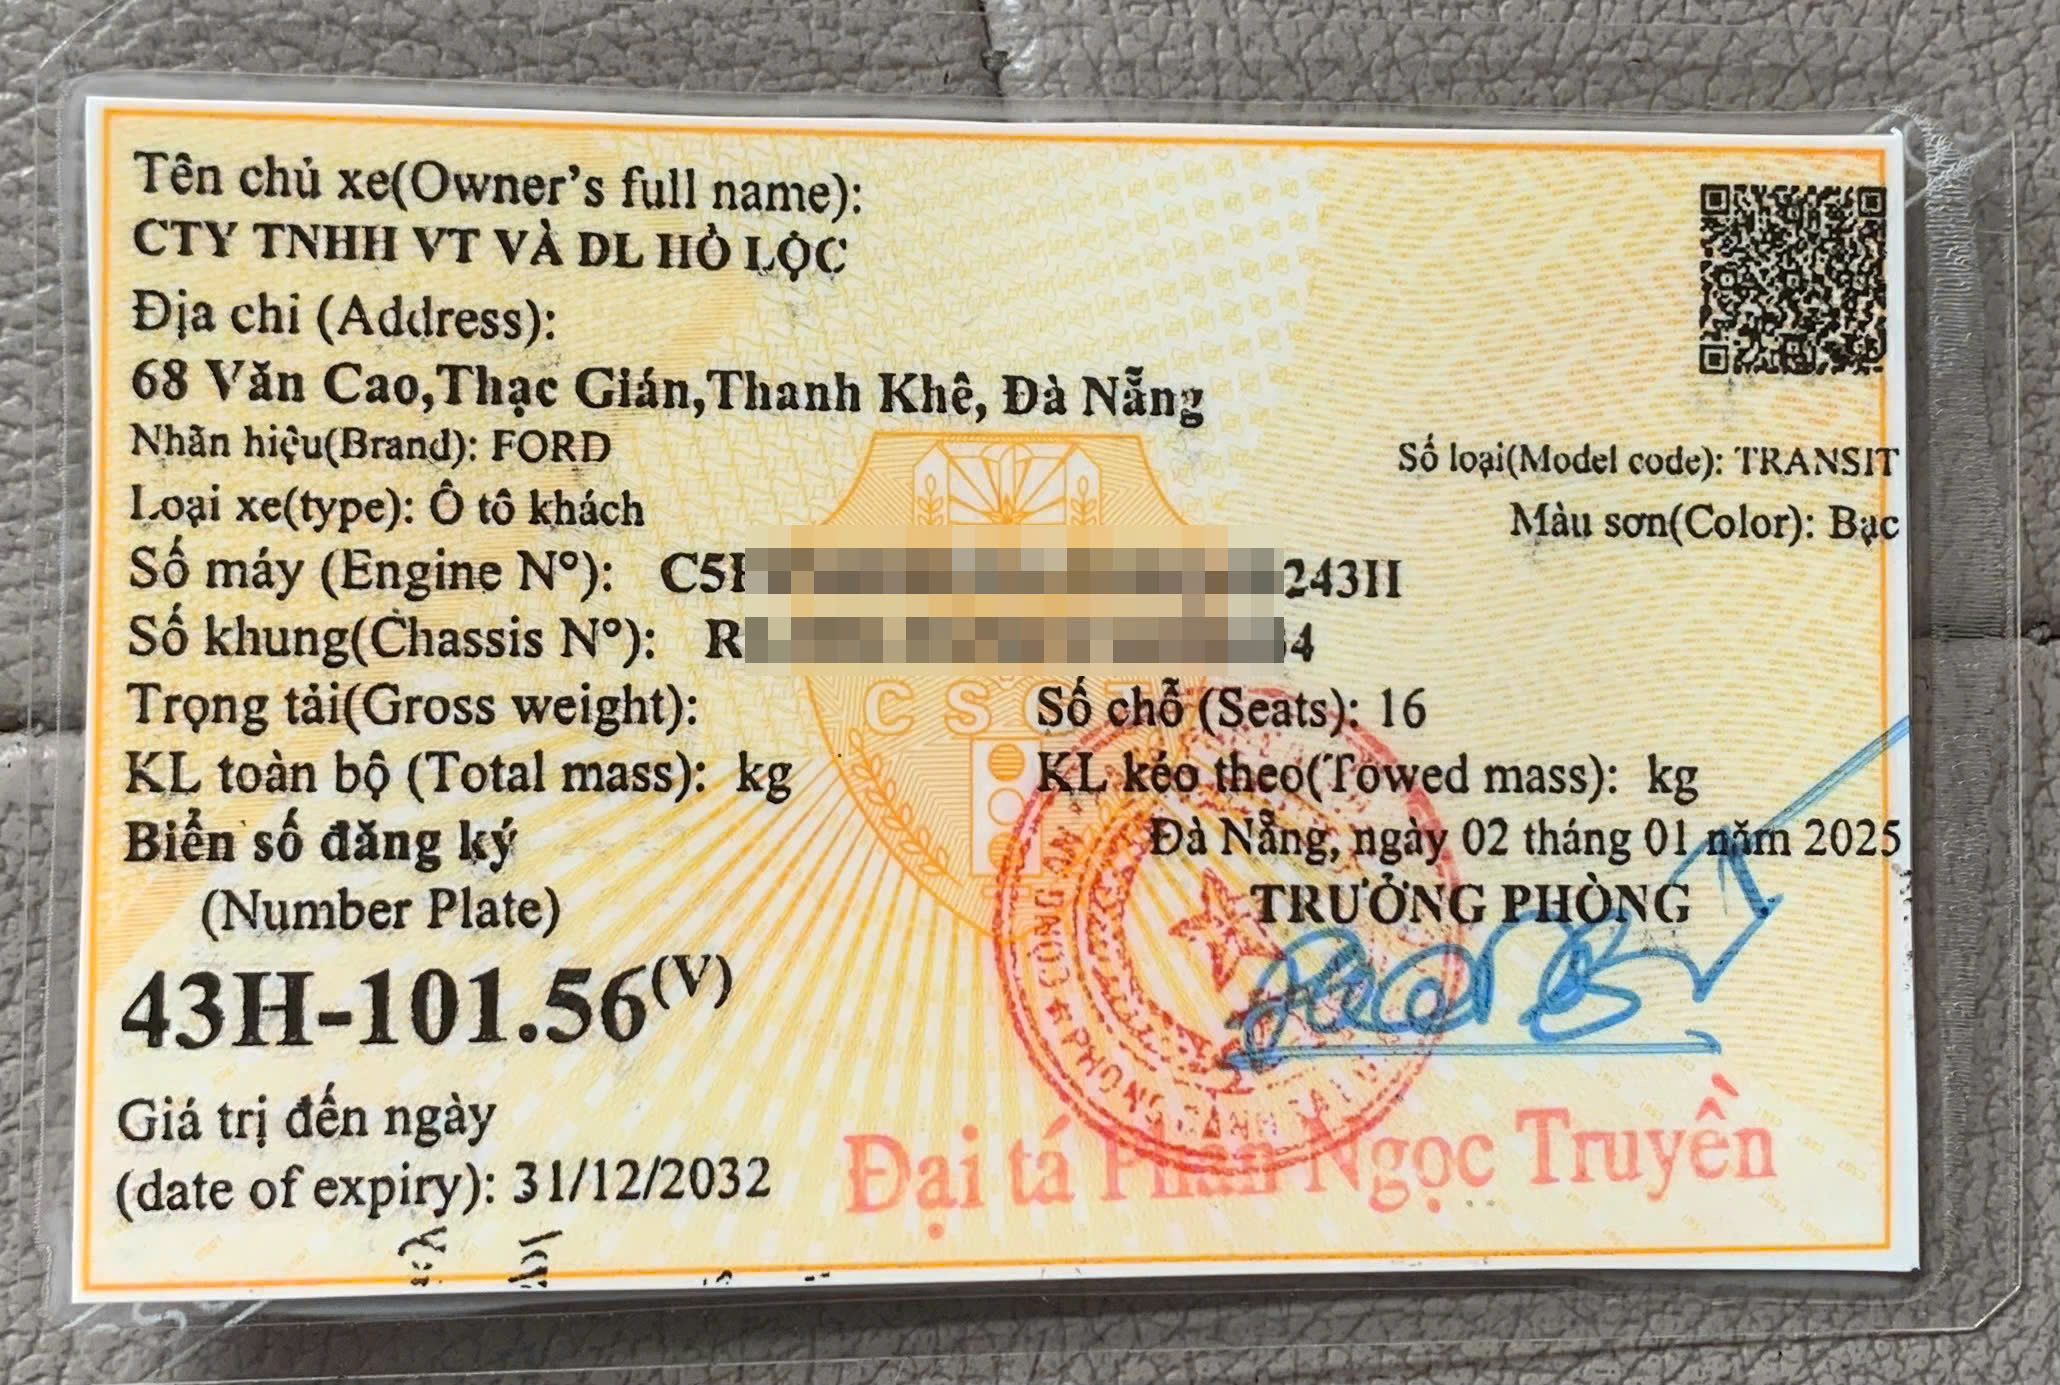 Tên chủ xe(Owner's full name):
CTY TNHH VT VÀ DL HỒ LỘC
Địa chỉ (Address):
68 Văn Cao,Thạc Gián,Thanh Khê, Đà Nẵng
Nhãn hiệu(Brand): FORD
Số loại(Model code): TRANSIT
Loại xe(type): Ô tô khách
Màu sơn(Color): Bạc
Số máy (Engine N°): C5 243H
Số khung(Chassis N°): R 4
CSGT
Trọng tải(Gross weight):
Số chỗ (Seats): 16
KL toàn bộ (Total mass): kg
KL kéo theo(Towed mass): kg
Biển số đăng ký
Đà Nẵng, ngày 02 tháng 01 năm 2025
(Number Plate)
TRƯỞNG PHÒNG
43H-101.56(V)
Giá trị đến ngày
Đại tá Phan Ngọc Truyền
(date of expiry): 31/12/2032